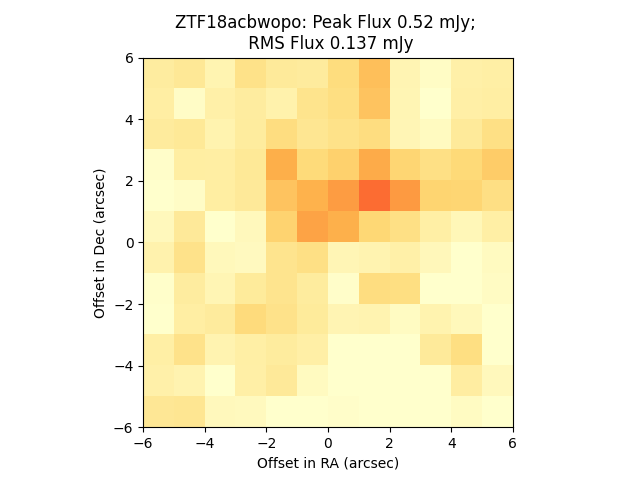 ZTF18acbwopo: Peak Flux 0.52 mJy;
RMS Flux 0.137 mJy
6
4
2
0
−2
−4
−6
Offset in Dec (arcsec)
−6 −4 −2 0 2 4 6
Offset in RA (arcsec)